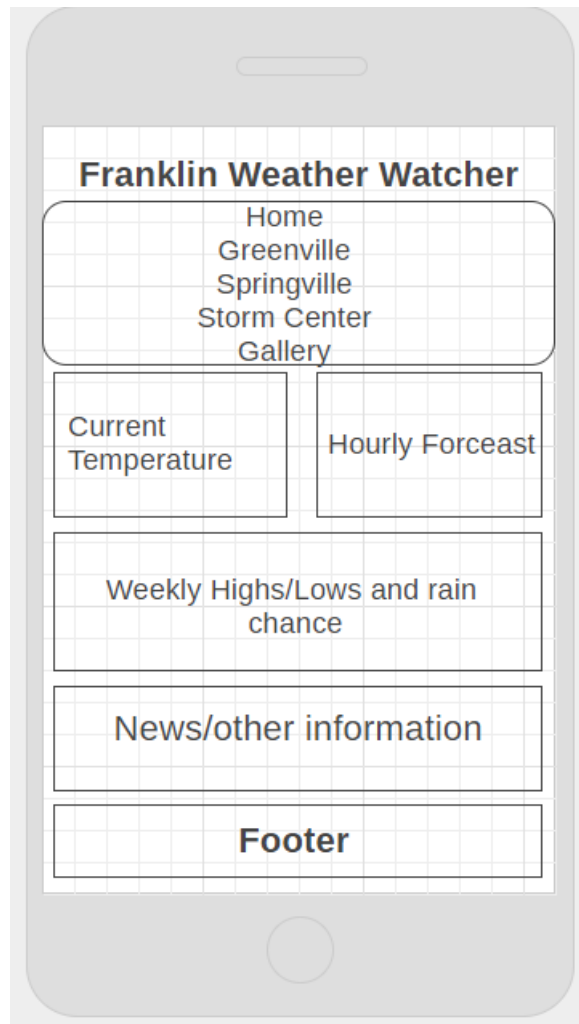 Franklin Weather Watcher
Home
Greenville
Springville
Storm Center
Gallery
Current
Temperature
Hourly Forceast
Weekly Highs/Lows and rain
chance
News/other information
Footer